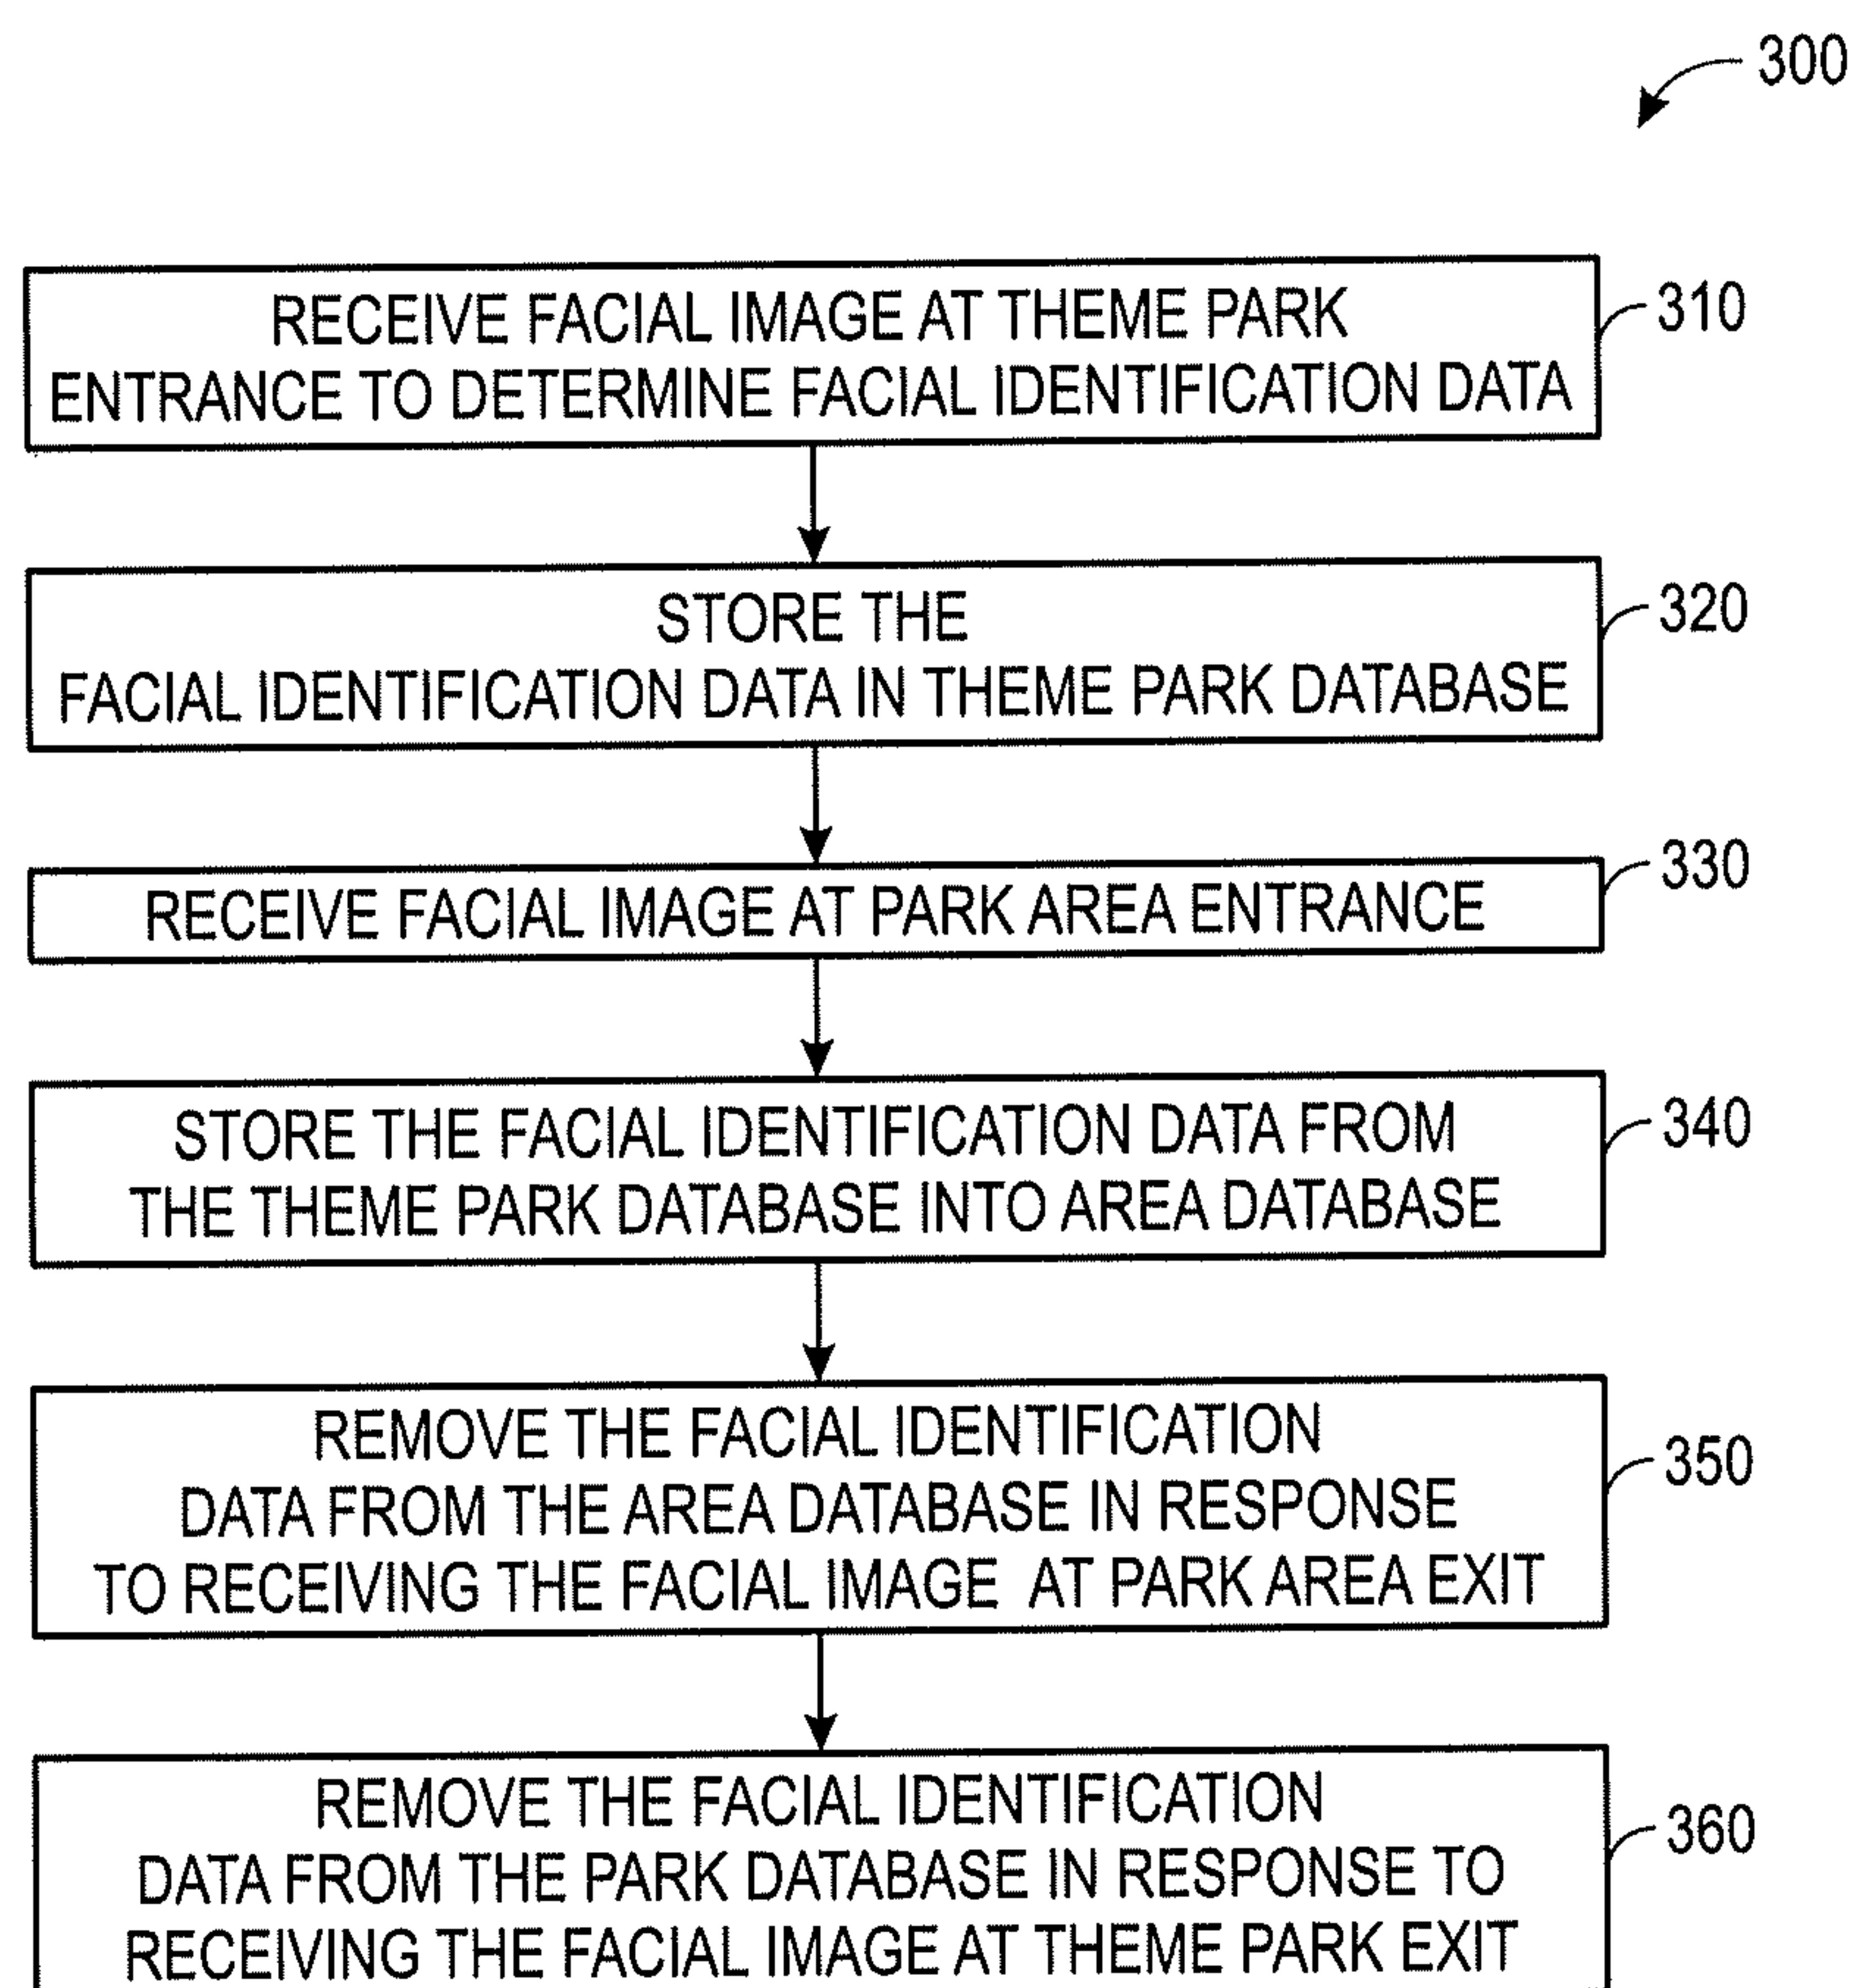 300
RECEIVE FACIAL IMAGE AT THEME PARK
ENTRANCE TO DETERMINE FACIAL IDENTIFICATION DATA
310
STORE THE
FACIAL IDENTIFICATION DATA IN THEME PARK DATABASE
320
RECEIVE FACIAL IMAGE AT PARK AREA ENTRANCE
330
STORE THE FACIAL IDENTIFICATION DATA FROM
THE THEME PARK DATABASE INTO AREA DATABASE
340
REMOVE THE FACIAL IDENTIFICATION
DATA FROM THE AREA DATABASE IN RESPONSE
TO RECEIVING THE FACIAL IMAGE AT PARK AREA EXIT
350
REMOVE THE FACIAL IDENTIFICATION
DATA FROM THE PARK DATABASE IN RESPONSE TO
RECEIVING THE FACIAL IMAGE AT THEME PARK EXIT
360